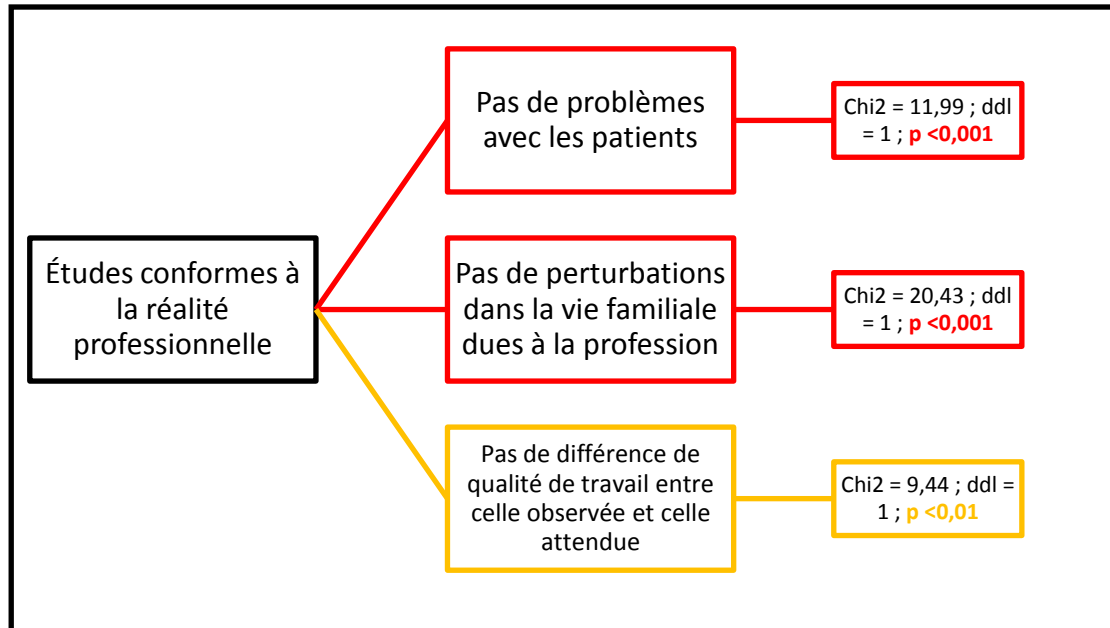 Pas de problèmes
avec les patients
Chi2 = 11,99 ; ddl
= 1 ; p <0,001
Études conformes à
la réalité
professionnelle
Pas de perturbations
dans la vie familiale
dues à la profession
Chi2 = 20,43 ; ddl
= 1 ; p <0,001
Pas de différence de
qualité de travail entre
celle observée et celle
attendue
Chi2 = 9,44 ; ddl =
1 ; p <0,01